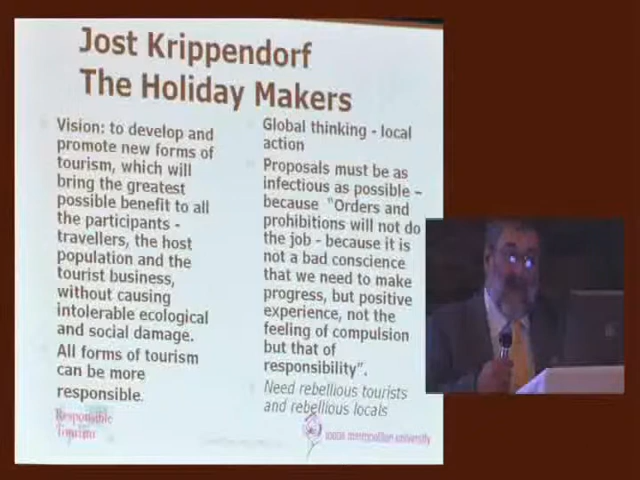 Jost Krippendorf
The Holiday Makers
Vision: to develop and
promote new forms of
tourism, which will
bring the greatest
possible benefit to all
the participants -
travellers, the host
population and the
tourist business,
without causing
intolerable ecological
and social damage.
All forms of tourism
can be more
responsible.
Global thinking - local
action
Proposals must be as
infectious as possible –
because "Orders and
prohibitions will not do
the job - because it is
not a bad conscience
that we need to make
progress, but positive
experience, not the
feeling of compulsion
but that of
responsibility".
Need rebellious tourists
and rebellious locals
Responsible
Tourism
leeds metropolitan university